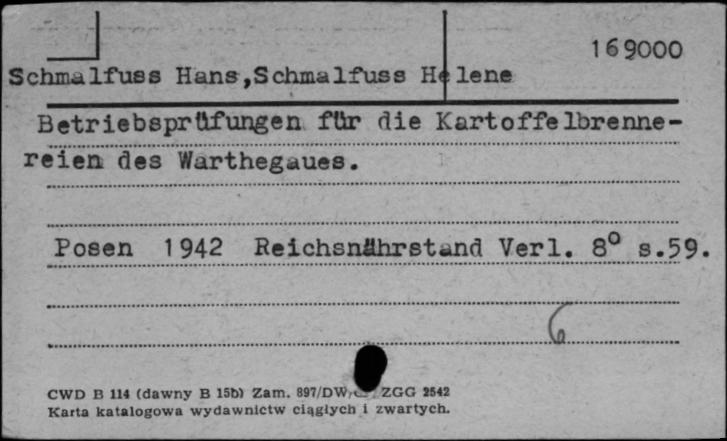 169000
Schmalfuss Hans,Schmalfuss Helene
Betriebsprüfungen für die Kartoffelbrenne-
reien des Warthegaues.
Posen 1942 Reichsnährstand Verl. 8° s.59.
6
CWD B 114 (dawny B 15b) Zam. 897/DW/ ZGG 2542
Karta katalogowa wydawnictw ciągłych i zwartych.